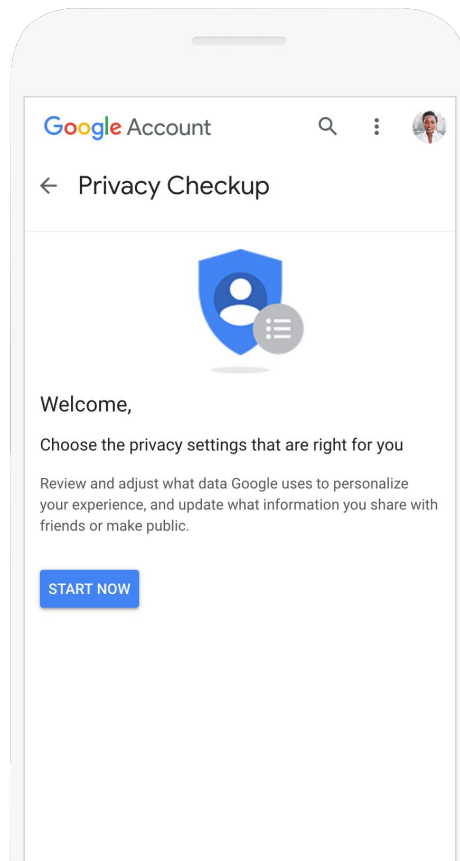 Google Account
Privacy Checkup
Welcome,
Choose the privacy settings that are right for you
Review and adjust what data Google uses to personalize
your experience, and update what information you share with
friends or make public.
START NOW